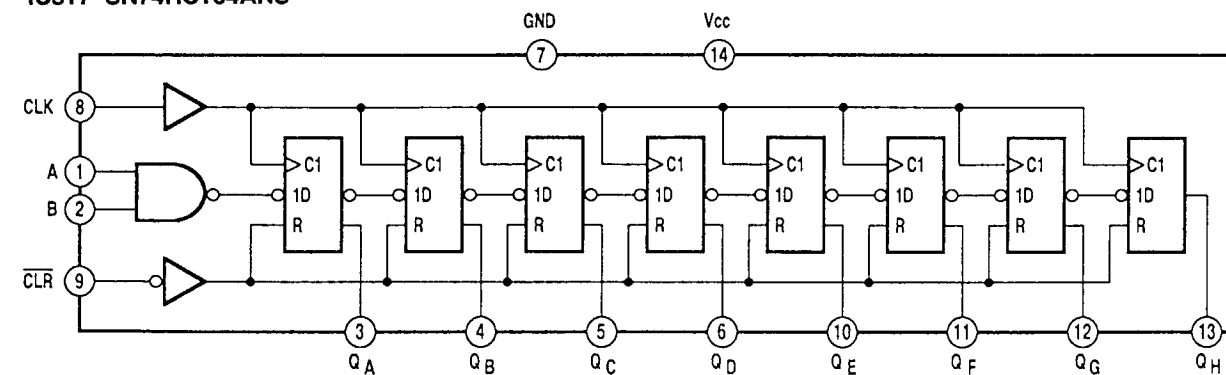 GND Vcc
7 14
CLK 8
C1 C1 C1 C1 C1 C1 C1 C1
A 1
1D 1D 1D 1D 1D 1D 1D 1D
B 2
R R R R R R R R
CLR 9
3 4 5 6 10 11 12 13
QA QB QC QD QE QF QG QH